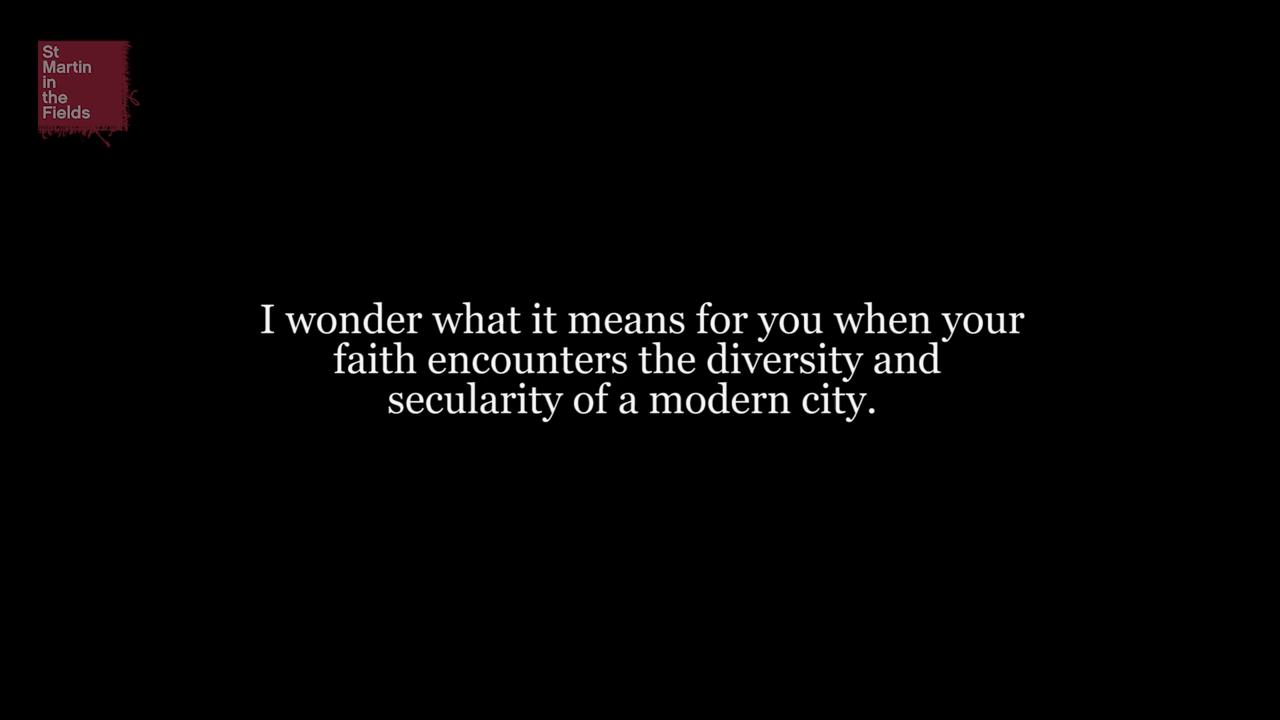 St
Martin
in
the
Fields
I wonder what it means for you when your
faith encounters the diversity and
secularity of a modern city.